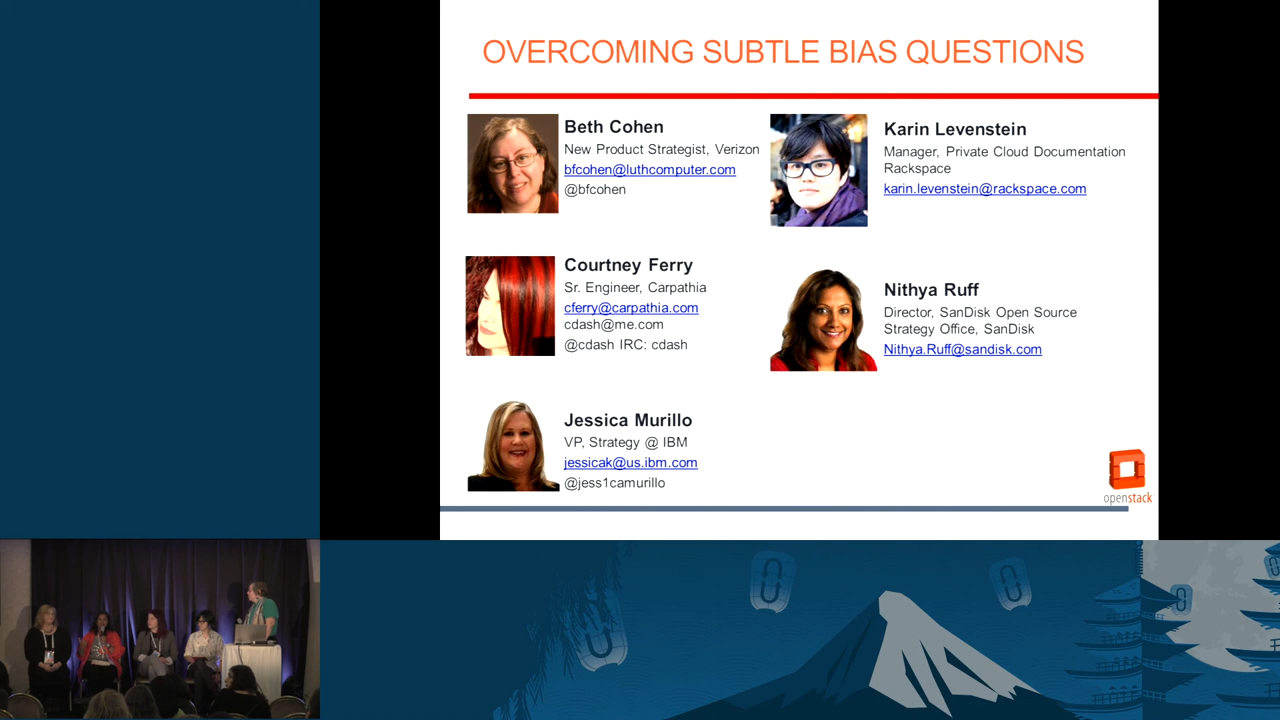 OVERCOMING SUBTLE BIAS QUESTIONS
Beth Cohen
New Product Strategist, Verizon
bfcohen@luthcomputer.com
@bfcohen
Karin Levenstein
Manager, Private Cloud Documentation
Rackspace
karin.levenstein@rackspace.com
Courtney Ferry
Sr. Engineer, Carpathia
cferry@carpathia.com
cdash@me.com
@cdash IRC: cdash
Nithya Ruff
Director, SanDisk Open Source
Strategy Office, SanDisk
Nithya.Ruff@sandisk.com
Jessica Murillo
VP, Strategy @ IBM
jessicak@us.ibm.com
@jess1camurillo
openstack